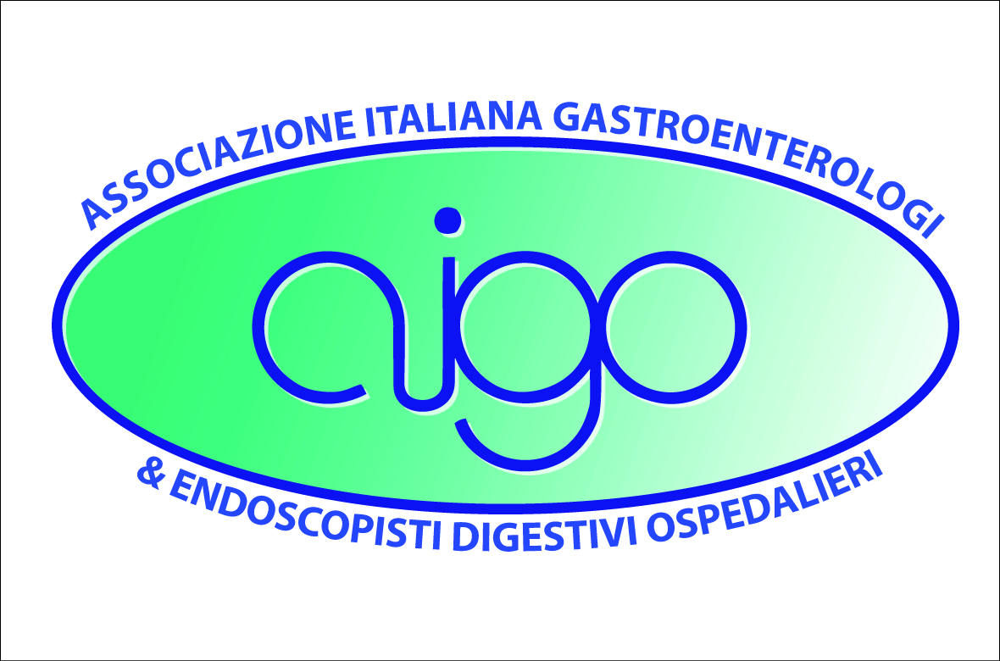 ASSOCIAZIONE ITALIANA GASTROENTEROLOGI
aigo
& ENDOSCOPISTI DIGESTIVI OSPEDALIERI